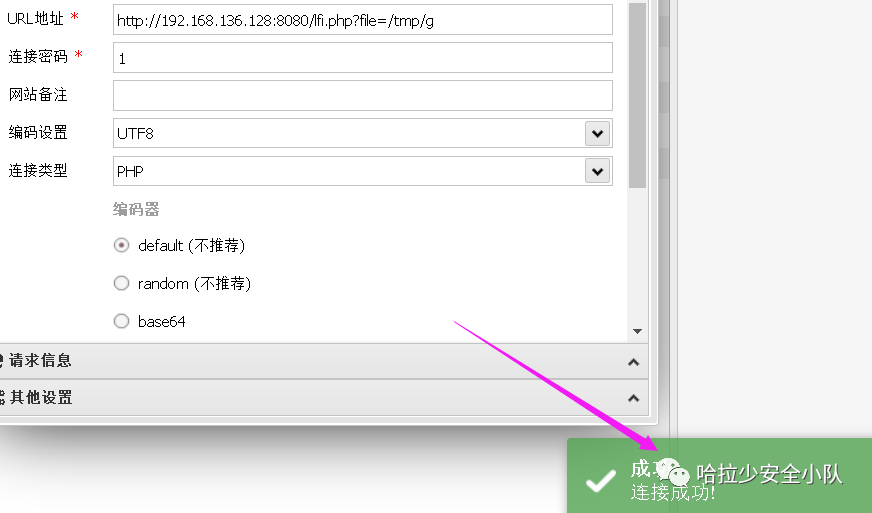 URL地址 *
http://192.168.136.128:8080/lfi.php?file=/tmp/g
连接密码 *
1
网站备注
编码设置
UTF8
连接类型
PHP
编码器
default (不推荐)
random (不推荐)
base64
请求信息
其他设置
哈拉少安全小队
连接成功!